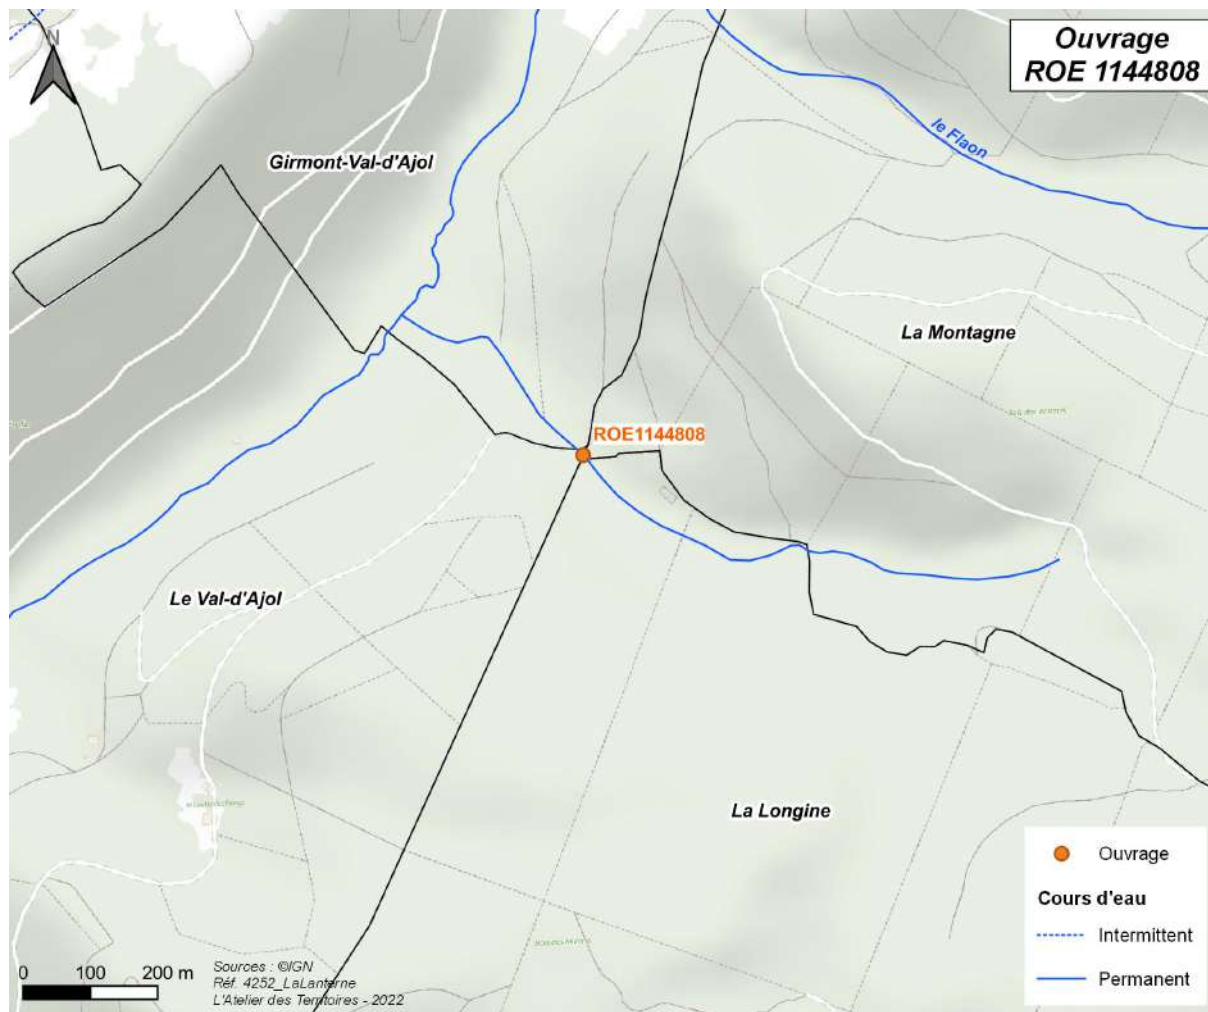 Ouvrage
ROE 1144808
N
le Flaon
Girmont-Val-d'Ajol
La Montagne
ROE1144808
Le Val-d'Ajol
La Longine
Ouvrage
Cours d'eau
Intermittent
Permanent
0 100 200 m
Sources : ©IGN
Réf. 4252_LaLanterne
L'Atelier des Territoires - 2022